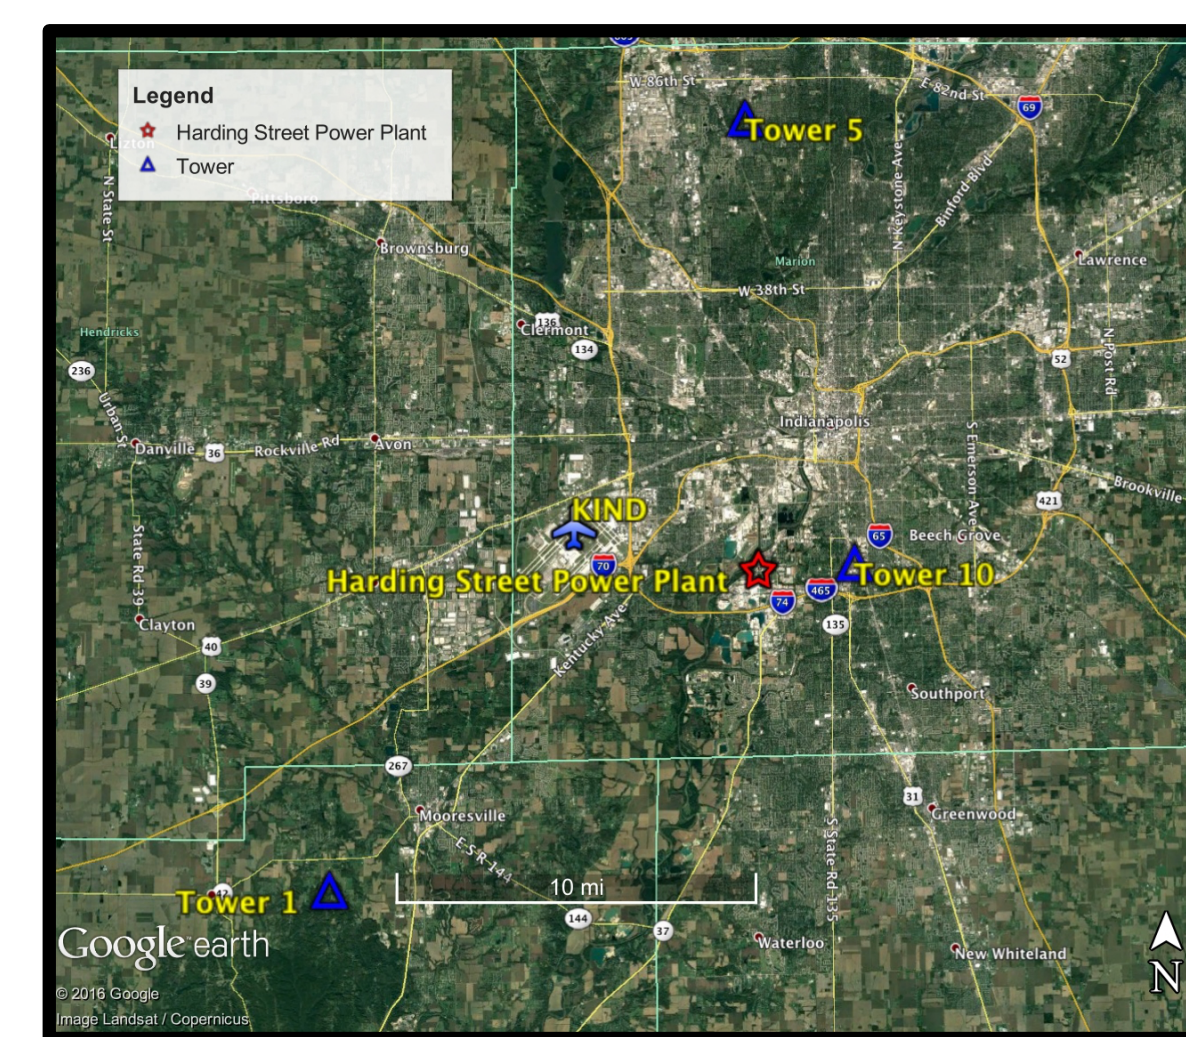 Legend
Harding Street Power Plant
Tower
W 86th St
E 82nd St
69
Tower 5
Lizton
Pittsboro
N State St
N Keystone Ave
Binford Blvd
Brownsburg
Marion
Lawrence
W 38th St
136
Clermont
134
Hendricks
236
52
N Post Rd
Urban St
Indianapolis
Danville
36
Rockville Rd
Avon
S Emerson Ave
Brookville
421
KIND
65
Beech Grove
70
Harding Street Power Plant
Tower 10
465
74
State Rd 39
135
Clayton
40
Kentucky Ave
39
Southport
267
31
Mooresville
Greenwood
E S R 144
S State Rd 135
10 mi
Tower 1
144
37
Google earth
Waterloo
New Whiteland
N
© 2016 Google
Image Landsat / Copernicus